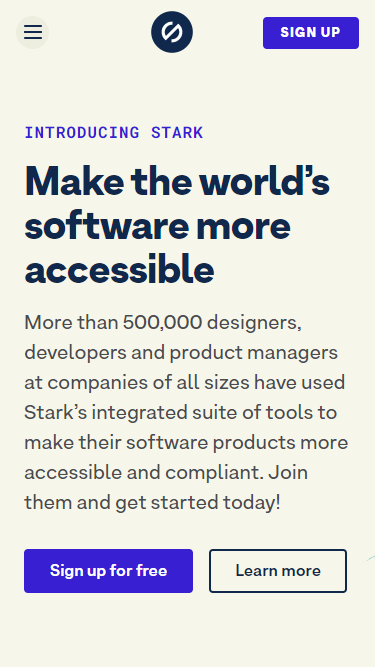 SIGN UP
INTRODUCING STARK
Make the world’s
software more
accessible
More than 500,000 designers,
developers and product managers
at companies of all sizes have used
Stark’s integrated suite of tools to
make their software products more
accessible and compliant. Join
them and get started today!
Sign up for free
Learn more